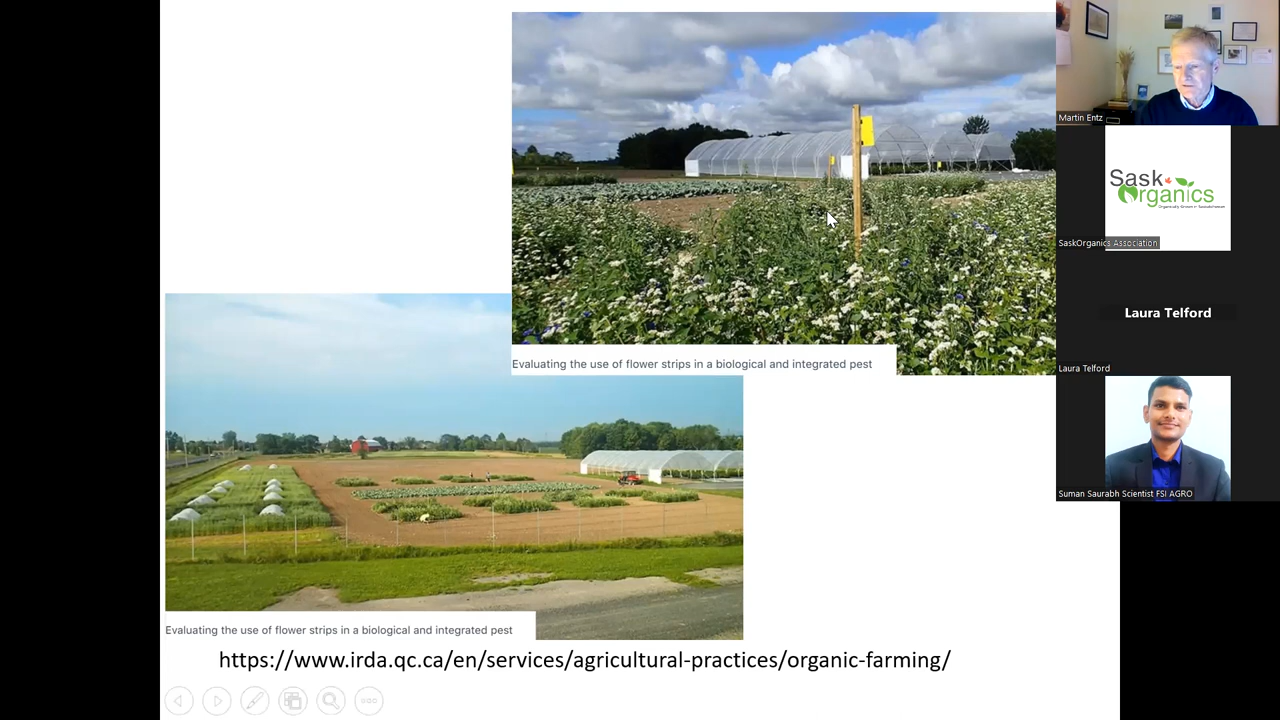 Evaluating the use of flower strips in a biological and integrated pest
Evaluating the use of flower strips in a biological and integrated pest
https://www.irda.qc.ca/en/services/agricultural-practices/organic-farming/
Martin Entz
Sask
Organics
SaskOrganics Association
Laura Telford
Laura Telford
Suman Saurabh Scientist FSI AGRO